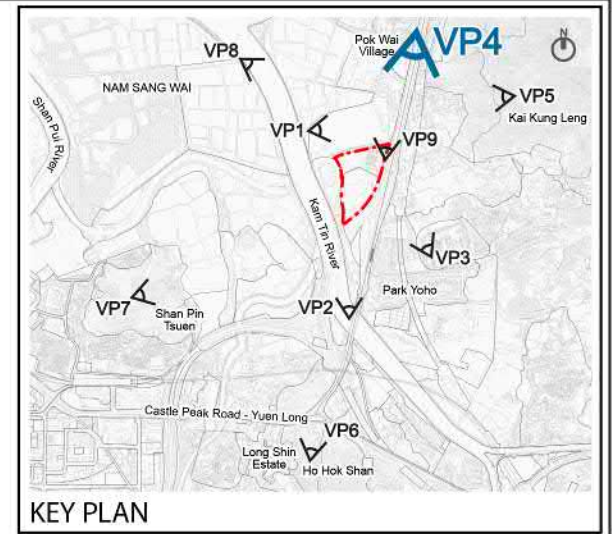 N
Pok Wai
Village
VP4
VP8
NAM SANG WAI
VP5
Kai Kung Leng
Shan Pui River
VP1
VP9
Kam Tin River
VP3
Park Yoho
VP7
Shan Pin
Tsuen
VP2
Castle Peak Road - Yuen Long
VP6
Long Shin
Estate
Ho Hok Shan
KEY PLAN